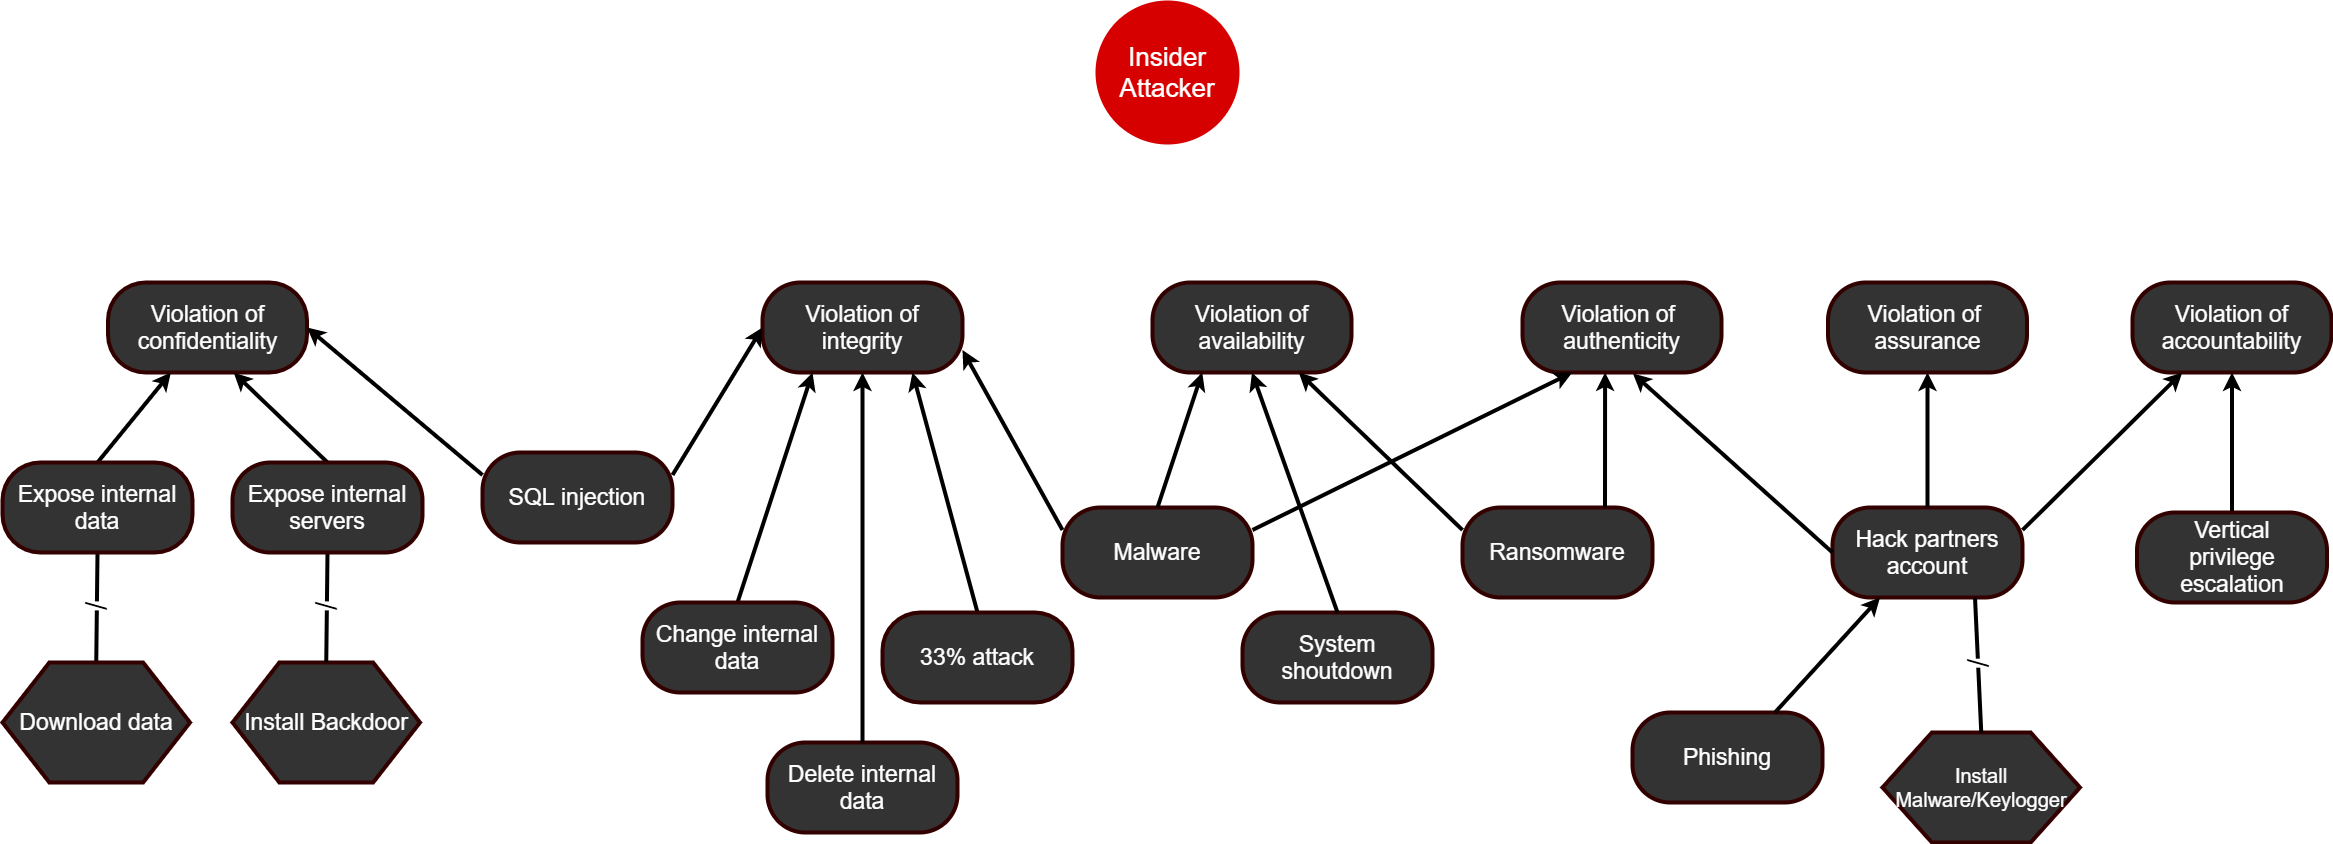 Insider
Attacker
Violation of
confidentiality
Violation of
integrity
Violation of
availability
Violation of
authenticity
Violation of
assurance
Violation of
accountability
Expose internal
data
Expose internal
servers
SQL injection
Malware
Ransomware
Hack partners
account
Vertical
privilege
escalation
Change internal
data
33% attack
System
shoutdown
Download data
Install Backdoor
Delete internal
data
Phishing
Install
Malware/Keylogger